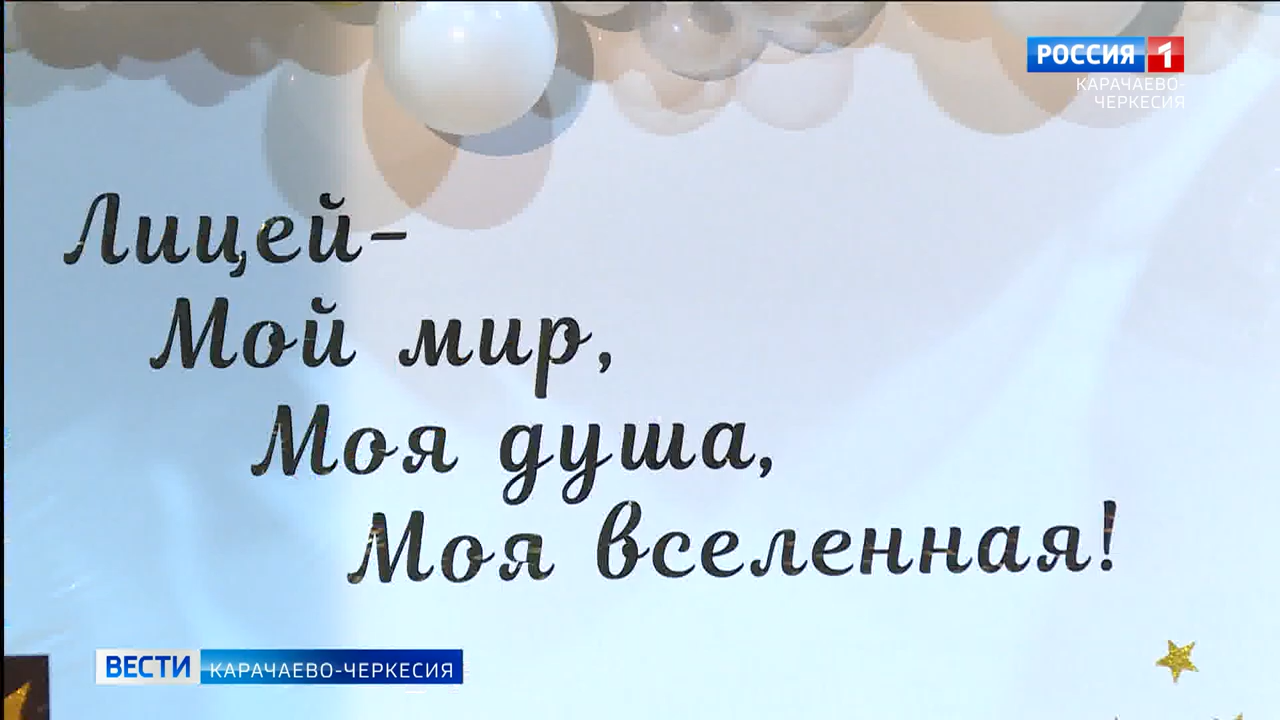 РОССИЯ 1
КАРАЧАЕВО-
ЧЕРКЕСИЯ
Лицей-
Мой мир,
Моя душа,
Моя вселенная!
ВЕСТИ КАРАЧАЕВО-ЧЕРКЕСИЯ